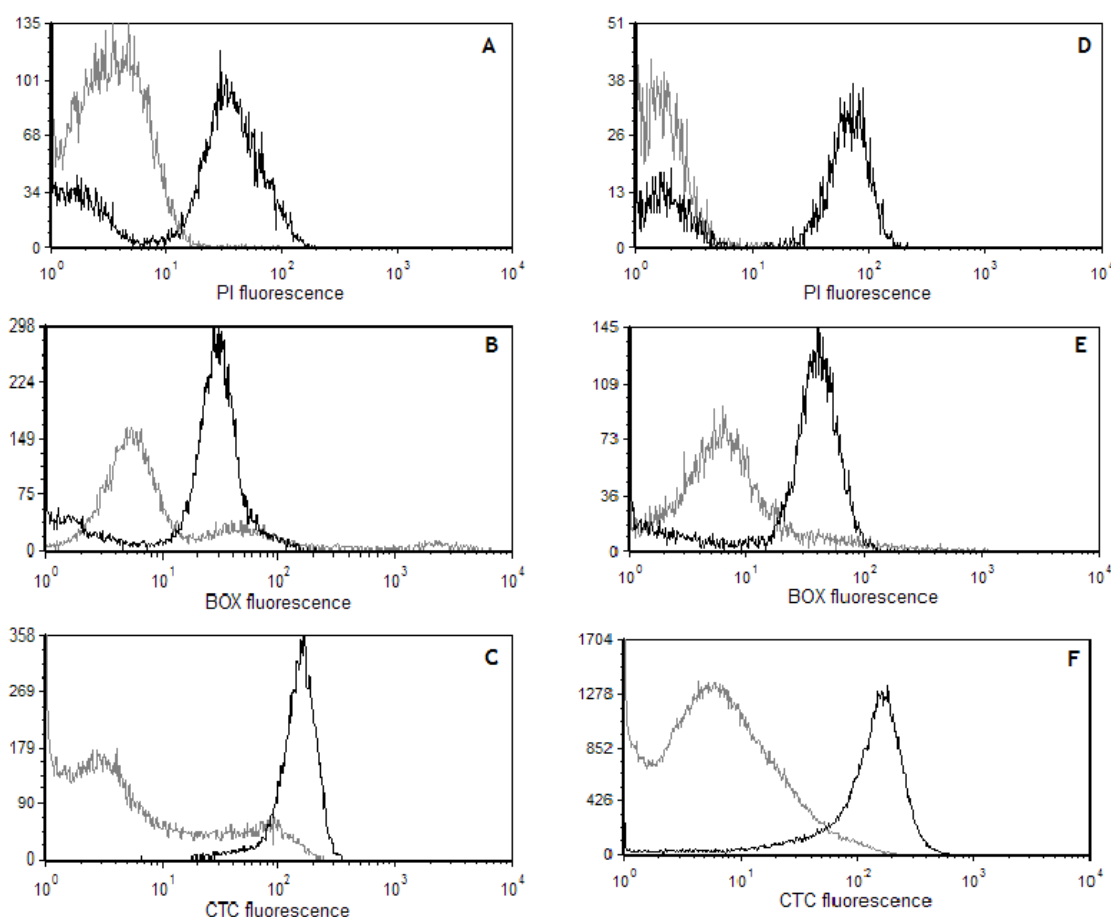 135
101
68
34
0
A
10^0 10^1 10^2 10^3 10^4
PI fluorescence
51
38
26
13
0
D
10^0 10^1 10^2 10^3 10^4
PI fluorescence
298
224
149
75
0
B
10^0 10^1 10^2 10^3 10^4
BOX fluorescence
145
109
73
36
0
E
10^0 10^1 10^2 10^3 10^4
BOX fluorescence
358
269
179
90
0
C
10^0 10^1 10^2 10^3 10^4
CTC fluorescence
1704
1278
852
426
0
F
10^0 10^1 10^2 10^3 10^4
CTC fluorescence